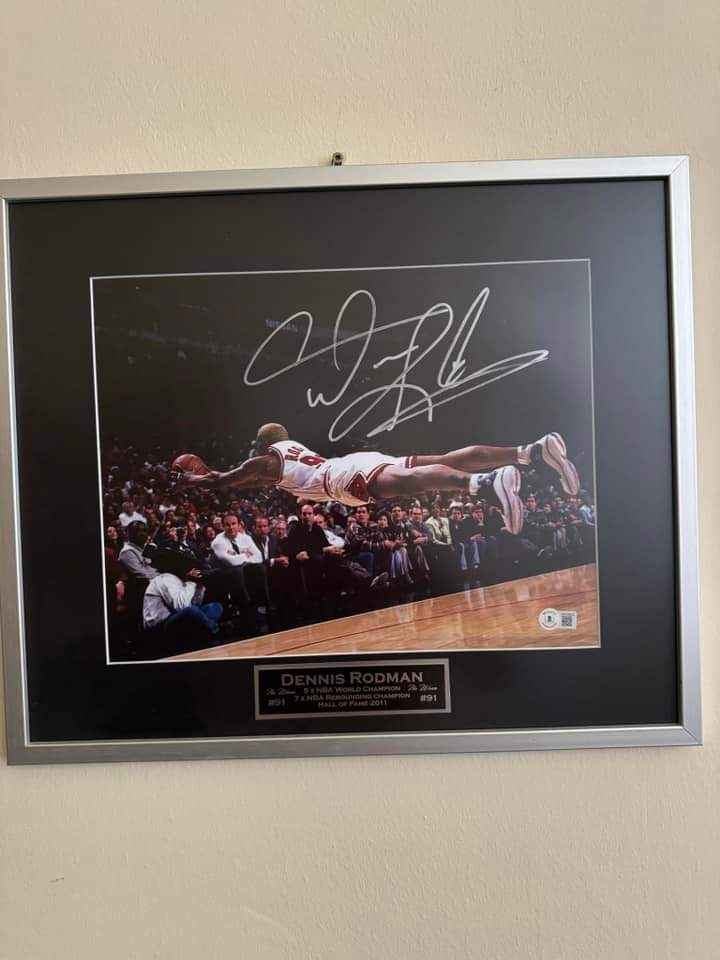 NISSAN
DENNIS RODMAN
The Worm 5 X NBA WORLD CHAMPION The Worm
#91 7 X NBA REBOUNDING CHAMPION #91
HALL OF FAME 2011